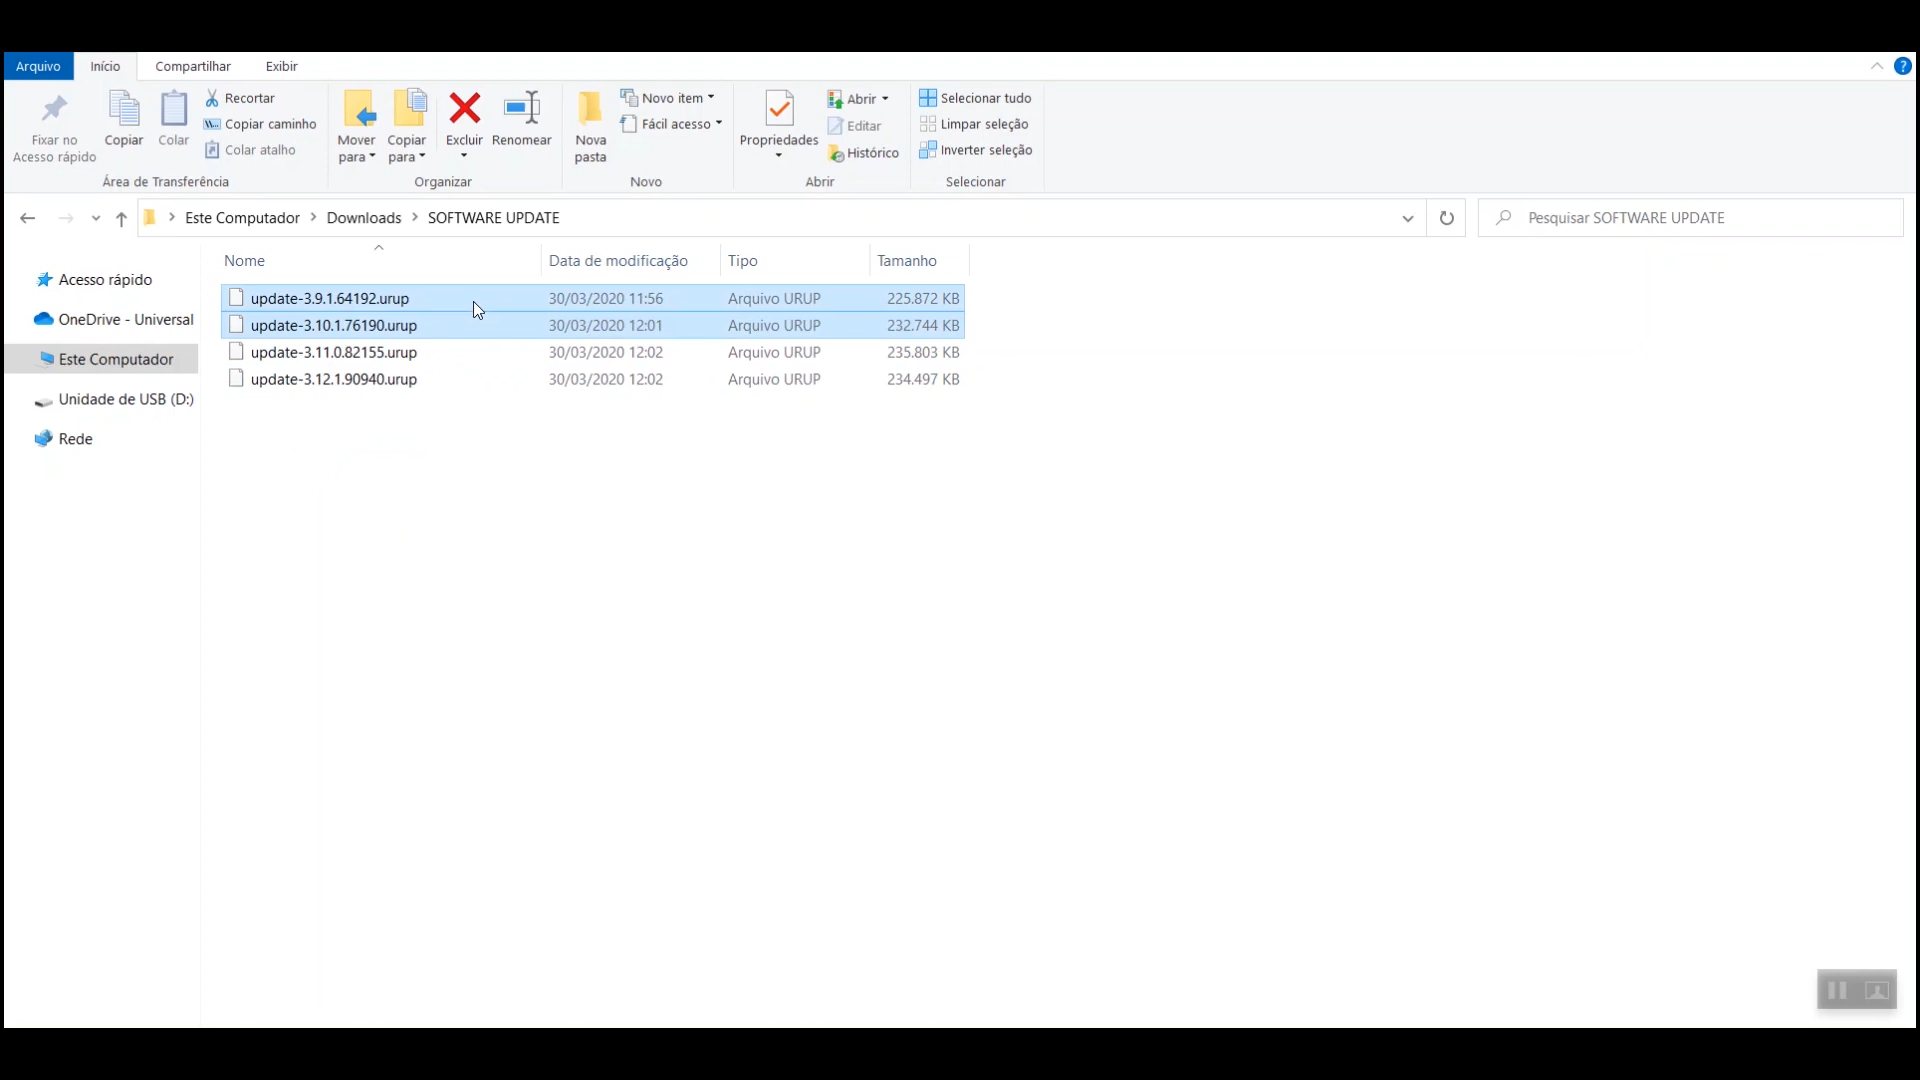 Arquivo Início Compartilhar Exibir
Fixar no
Acesso rápido
Copiar
Colar
Recortar
Copiar caminho
Colar atalho
Área de Transferência
Mover
para
Copiar
para
Excluir
Renomear
Organizar
Nova
pasta
Novo item
Fácil acesso
Novo
Propriedades
Abrir
Editar
Histórico
Abrir
Selecionar tudo
Limpar seleção
Inverter seleção
Selecionar
Este Computador > Downloads > SOFTWARE UPDATE
Pesquisar SOFTWARE UPDATE
Acesso rápido
OneDrive - Universal
Este Computador
Unidade de USB (D:)
Rede
Nome Data de modificação Tipo Tamanho
update-3.9.1.64192.urup 30/03/2020 11:56 Arquivo URUP 225.872 KB
update-3.10.1.76190.urup 30/03/2020 12:01 Arquivo URUP 232.744 KB
update-3.11.0.82155.urup 30/03/2020 12:02 Arquivo URUP 235.803 KB
update-3.12.1.90940.urup 30/03/2020 12:02 Arquivo URUP 234.497 KB